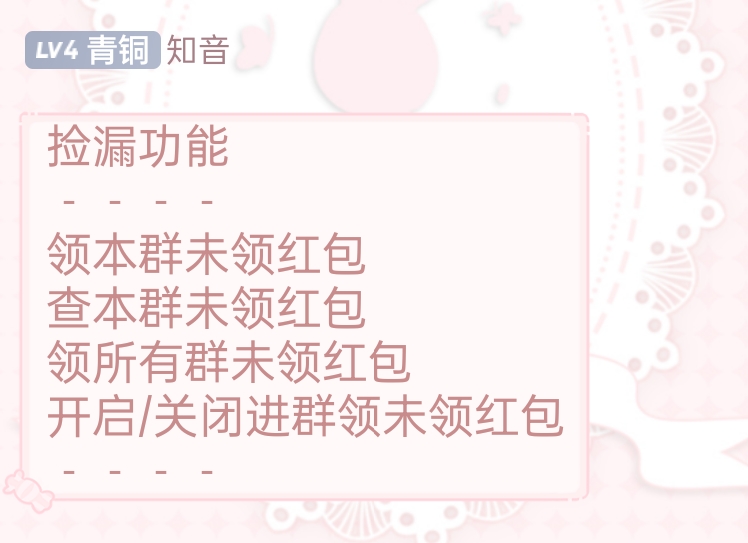 LV4 青铜 知音
捡漏功能
- - - -
领本群未领红包
查本群未领红包
领所有群未领红包
开启/关闭进群领未领红包
- - - -